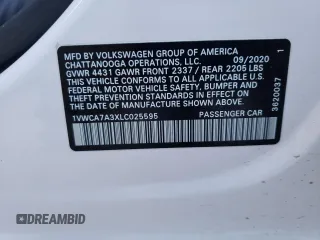 MFD. BY VOLKSWAGEN GROUP OF AMERICA
CHATTANOOGA OPERATIONS, LLC. 09/2020
GVWR 4431 GAWR FRONT 2337 / REAR 2205 LBS
THIS VEHICLE CONFORMS TO ALL APPLICABLE U.S.
FEDERAL MOTOR VEHICLE SAFETY, BUMPER, AND
THEFT PREVENTION STANDARDS IN EFFECT ON THE
DATE OF MANUFACTURE SHOWN ABOVE.
1VWCA7A3XLC025595 PASSENGER CAR
1
3620037
DREAMBID
DREAMBID